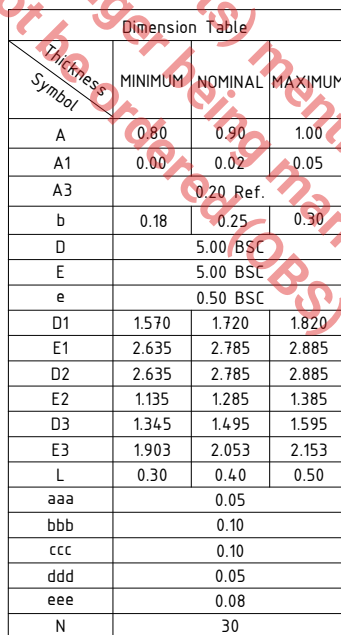 Dimension Table
Thickness
Symbol
MINIMUM NOMINAL MAXIMUM
A 0.80 0.90 1.00
A1 0.00 0.02 0.05
A3 0.20 Ref.
b 0.18 0.25 0.30
D 5.00 BSC
E 5.00 BSC
e 0.50 BSC
D1 1.570 1.720 1.820
E1 2.635 2.785 2.885
D2 2.635 2.785 2.885
E2 1.135 1.285 1.385
D3 1.345 1.495 1.595
E3 1.903 2.053 2.153
L 0.30 0.40 0.50
aaa 0.05
bbb 0.10
ccc 0.10
ddd 0.05
eee 0.08
N 30
be ordered (OBS)
being